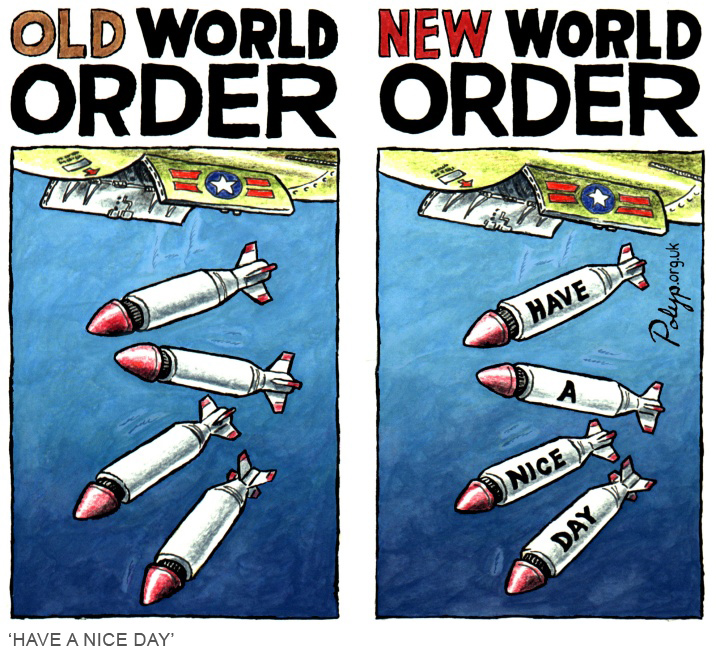 OLD WORLD
ORDER
NEW WORLD
ORDER
HAVE
A
NICE
DAY
Polyp.org.uk
‘HAVE A NICE DAY’